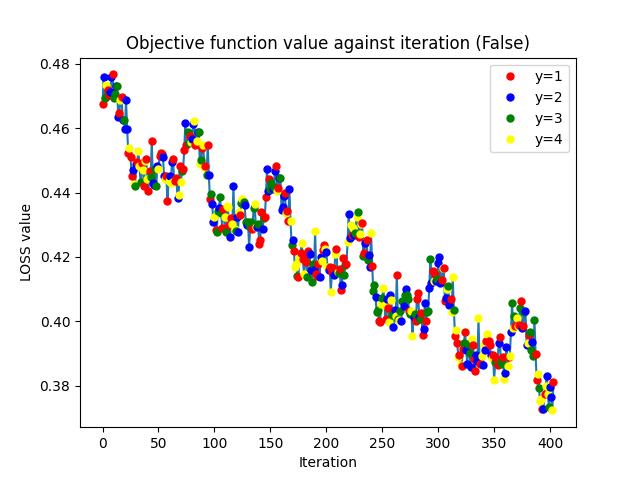 Objective function value against iteration (False)
y=1
y=2
y=3
y=4
LOSS value
0.48
0.46
0.44
0.42
0.40
0.38
0 50 100 150 200 250 300 350 400
Iteration